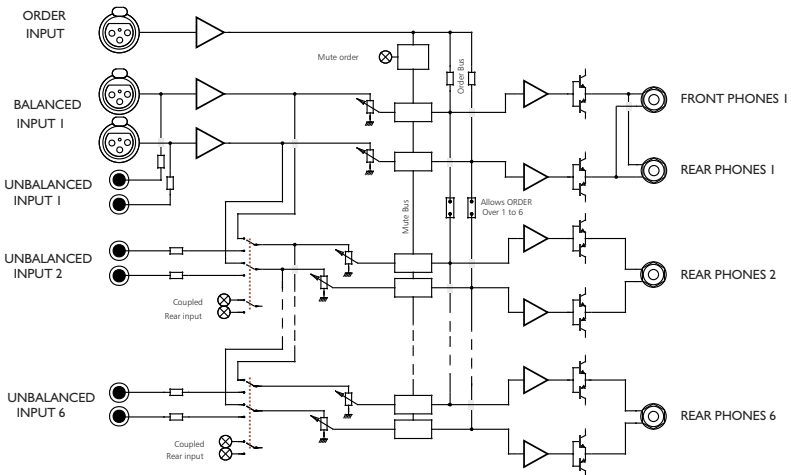 ORDER
INPUT
Mute order
Order Bus
BALANCED
INPUT 1
FRONT PHONES 1
UNBALANCED
INPUT 1
REAR PHONES 1
Mute Bus
Allows ORDER
Over 1 to 6
UNBALANCED
INPUT 2
REAR PHONES 2
Coupled
Rear input
UNBALANCED
INPUT 6
REAR PHONES 6
Coupled
Rear input